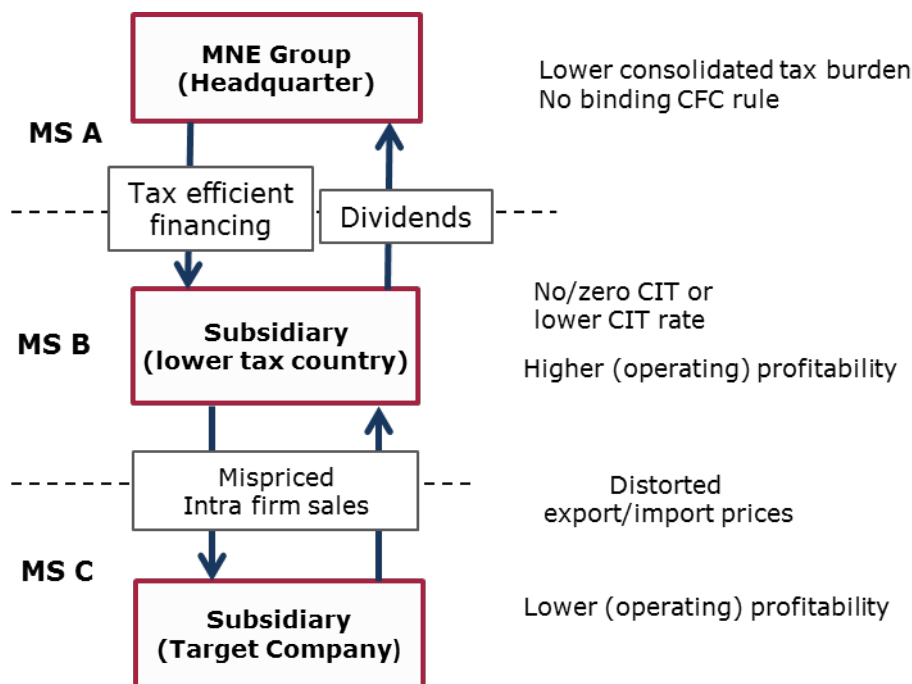 MNE Group
(Headquarter)
Lower consolidated tax burden
No binding CFC rule
MS A
Tax efficient
financing
Dividends
No/zero CIT or
lower CIT rate
MS B
Subsidiary
(lower tax country)
Higher (operating) profitability
Mispriced
Intra firm sales
Distorted
export/import prices
MS C
Subsidiary
(Target Company)
Lower (operating) profitability